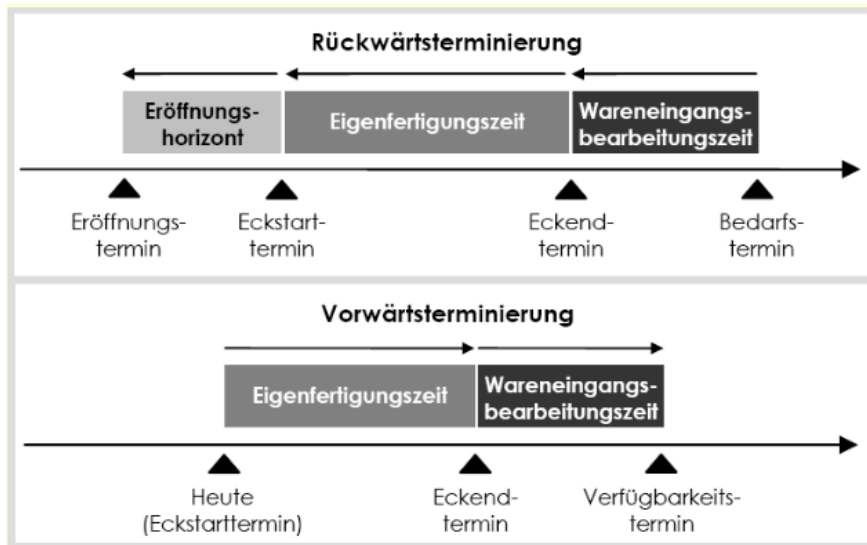 Rückwärtsterminierung
Eröffnungs-
horizont
Eigenfertigungszeit
Wareneingangs-
bearbeitungszeit
Eröffnungs-
termin
Eckstart-
termin
Eckend-
termin
Bedarfs-
termin
Vorwärtsterminierung
Eigenfertigungszeit
Wareneingangs-
bearbeitungszeit
Heute
(Eckstarttermin)
Eckend-
termin
Verfügbarkeits-
termin